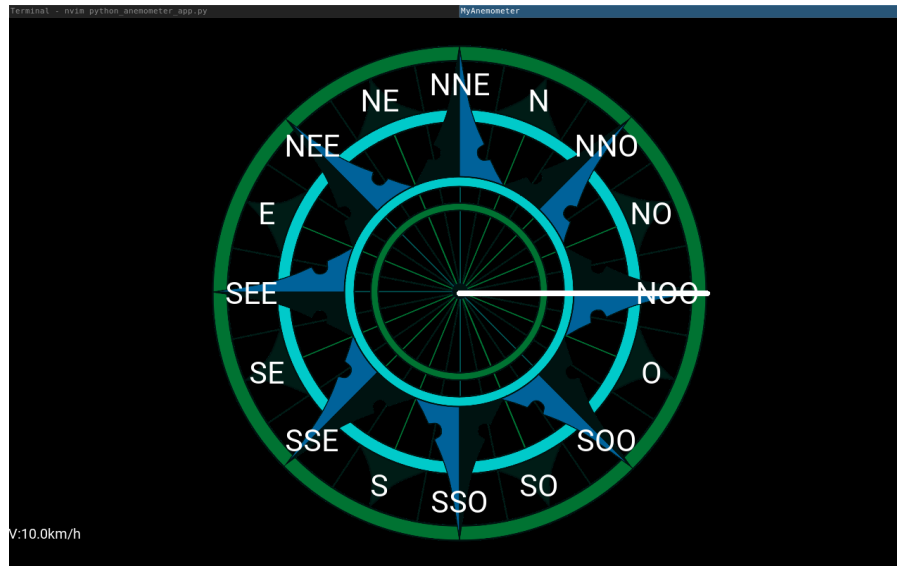 Terminal - nvim python_anemometer_app.py
MyAnemometer
NNE
NE
N
NEE
NNO
E
NO
SEE
NOO
SE
O
SSE
SOO
S
SO
SSO
V:10.0km/h